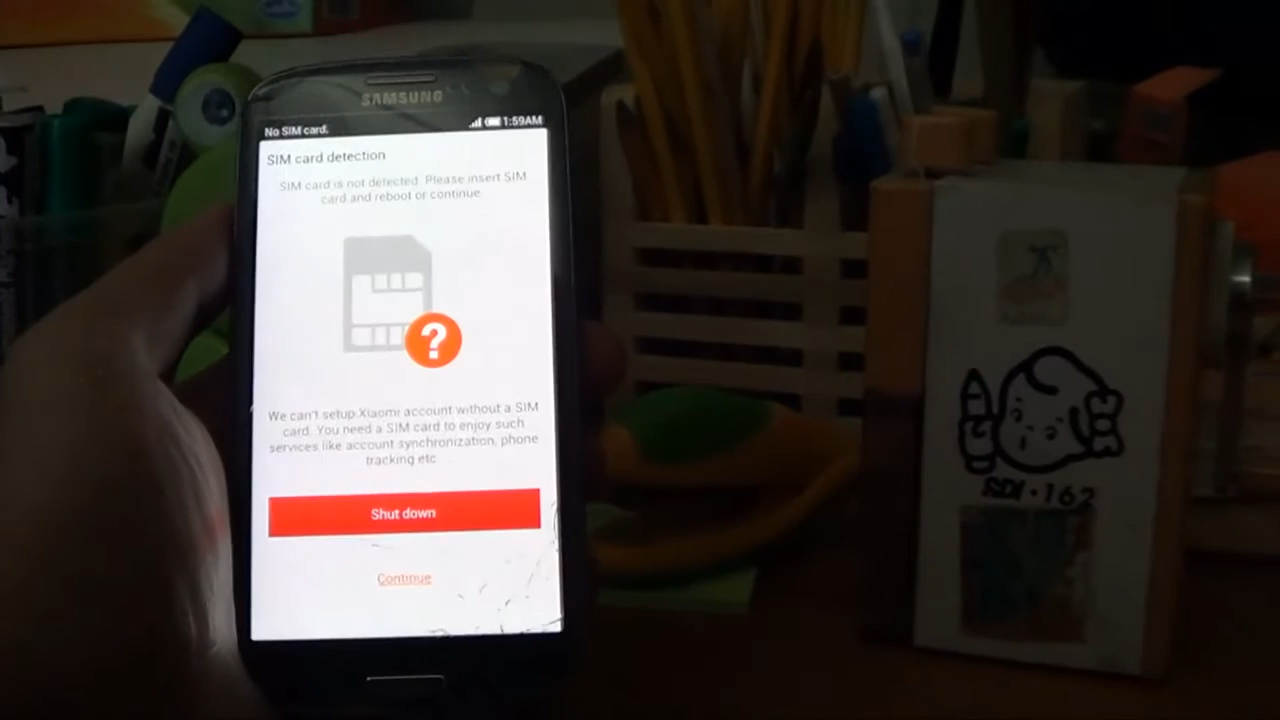 SAMSUNG
No SIM card.
1:59AM
SIM card detection
SIM card is not detected. Please insert SIM
card and reboot or continue.
?
We can't setup Xiaomi account without a SIM
card. You need a SIM card to enjoy such
services like account synchronization, phone
tracking etc
Shut down
Continue
SDI·162